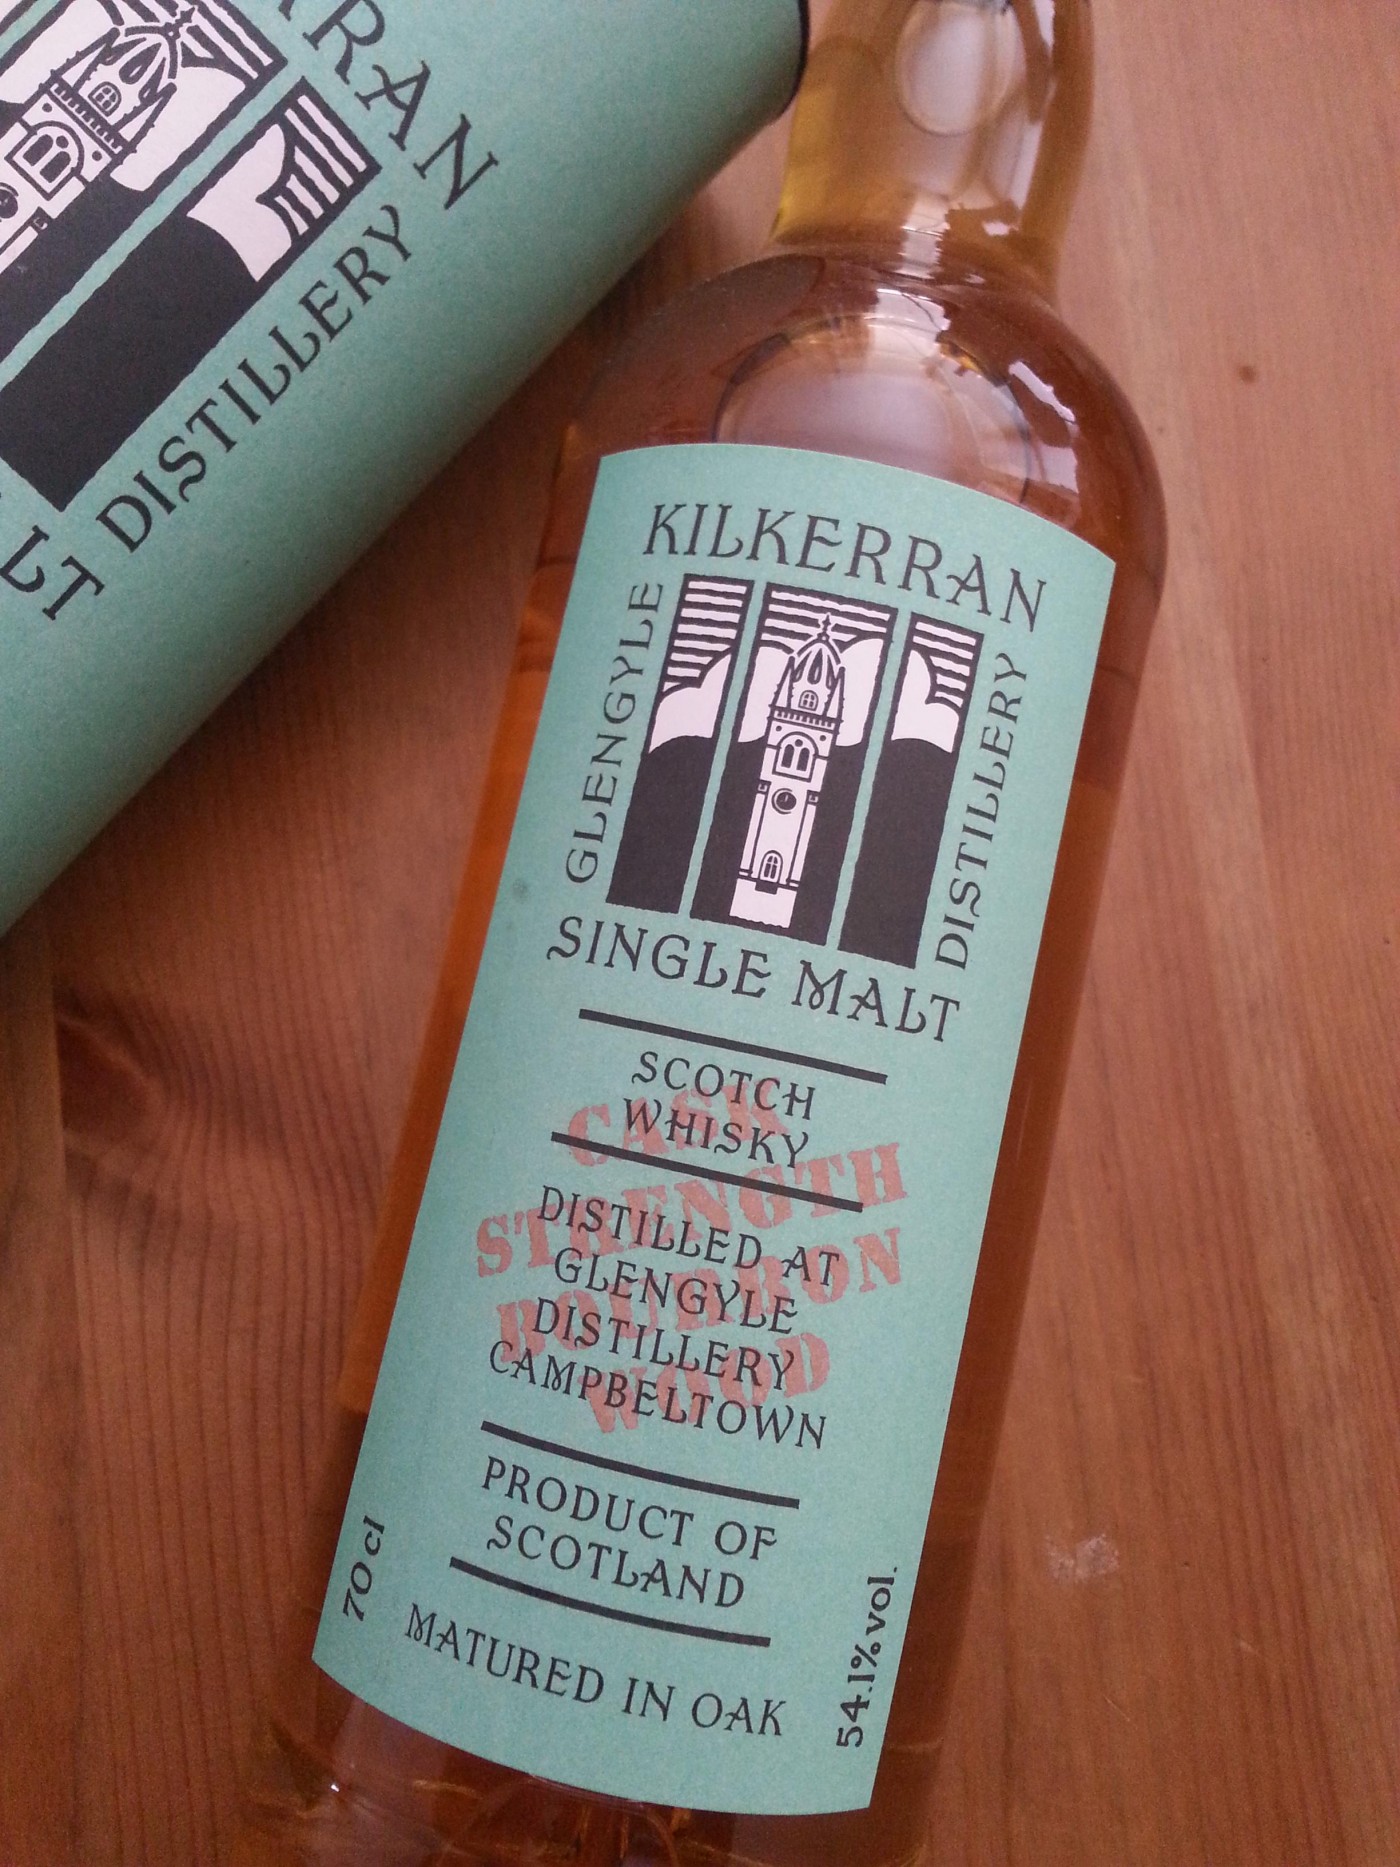 RRAN
DISTILLERY
LT
KILKERRAN
GLENGYLE
DISTILLERY
SINGLE MALT
SCOTCH
WHISKY
CASK
STRENGTH
BOURBON
WOOD
DISTILLED AT
GLENGYLE
DISTILLERY
CAMPBELTOWN
PRODUCT OF
SCOTLAND
70cl
54.1%vol.
MATURED IN OAK